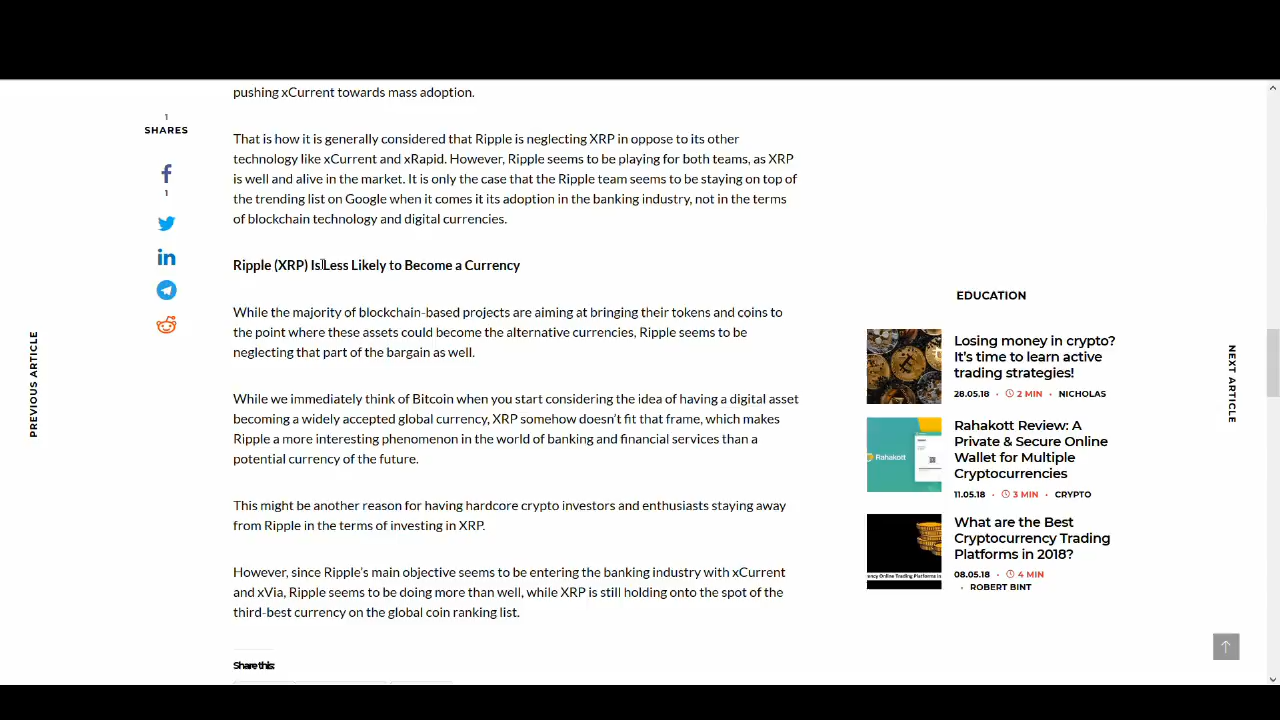 pushing xCurrent towards mass adoption.
1
SHARES
1
That is how it is generally considered that Ripple is neglecting XRP in oppose to its other
technology like xCurrent and xRapid. However, Ripple seems to be playing for both teams, as XRP
is well and alive in the market. It is only the case that the Ripple team seems to be staying on top of
the trending list on Google when it comes it its adoption in the banking industry, not in the terms
of blockchain technology and digital currencies.
Ripple (XRP) Is Less Likely to Become a Currency
While the majority of blockchain-based projects are aiming at bringing their tokens and coins to
the point where these assets could become the alternative currencies, Ripple seems to be
neglecting that part of the bargain as well.
While we immediately think of Bitcoin when you start considering the idea of having a digital asset
becoming a widely accepted global currency, XRP somehow doesn't fit that frame, which makes
Ripple a more interesting phenomenon in the world of banking and financial services than a
potential currency of the future.
This might be another reason for having hardcore crypto investors and enthusiasts staying away
from Ripple in the terms of investing in XRP.
However, since Ripple's main objective seems to be entering the banking industry with xCurrent
and xVia, Ripple seems to be doing more than well, while XRP is still holding onto the spot of the
third-best currency on the global coin ranking list.
Share this:
PREVIOUS ARTICLE
EDUCATION
Losing money in crypto?
It's time to learn active
trading strategies!
28.05.18 • 2 MIN • NICHOLAS
Rahakott
Rahakott Review: A
Private & Secure Online
Wallet for Multiple
Cryptocurrencies
11.05.18 • 3 MIN • CRYPTO
ency Online Trading Platforms in
What are the Best
Cryptocurrency Trading
Platforms in 2018?
08.05.18 • 4 MIN
• ROBERT BINT
NEXT ARTICLE